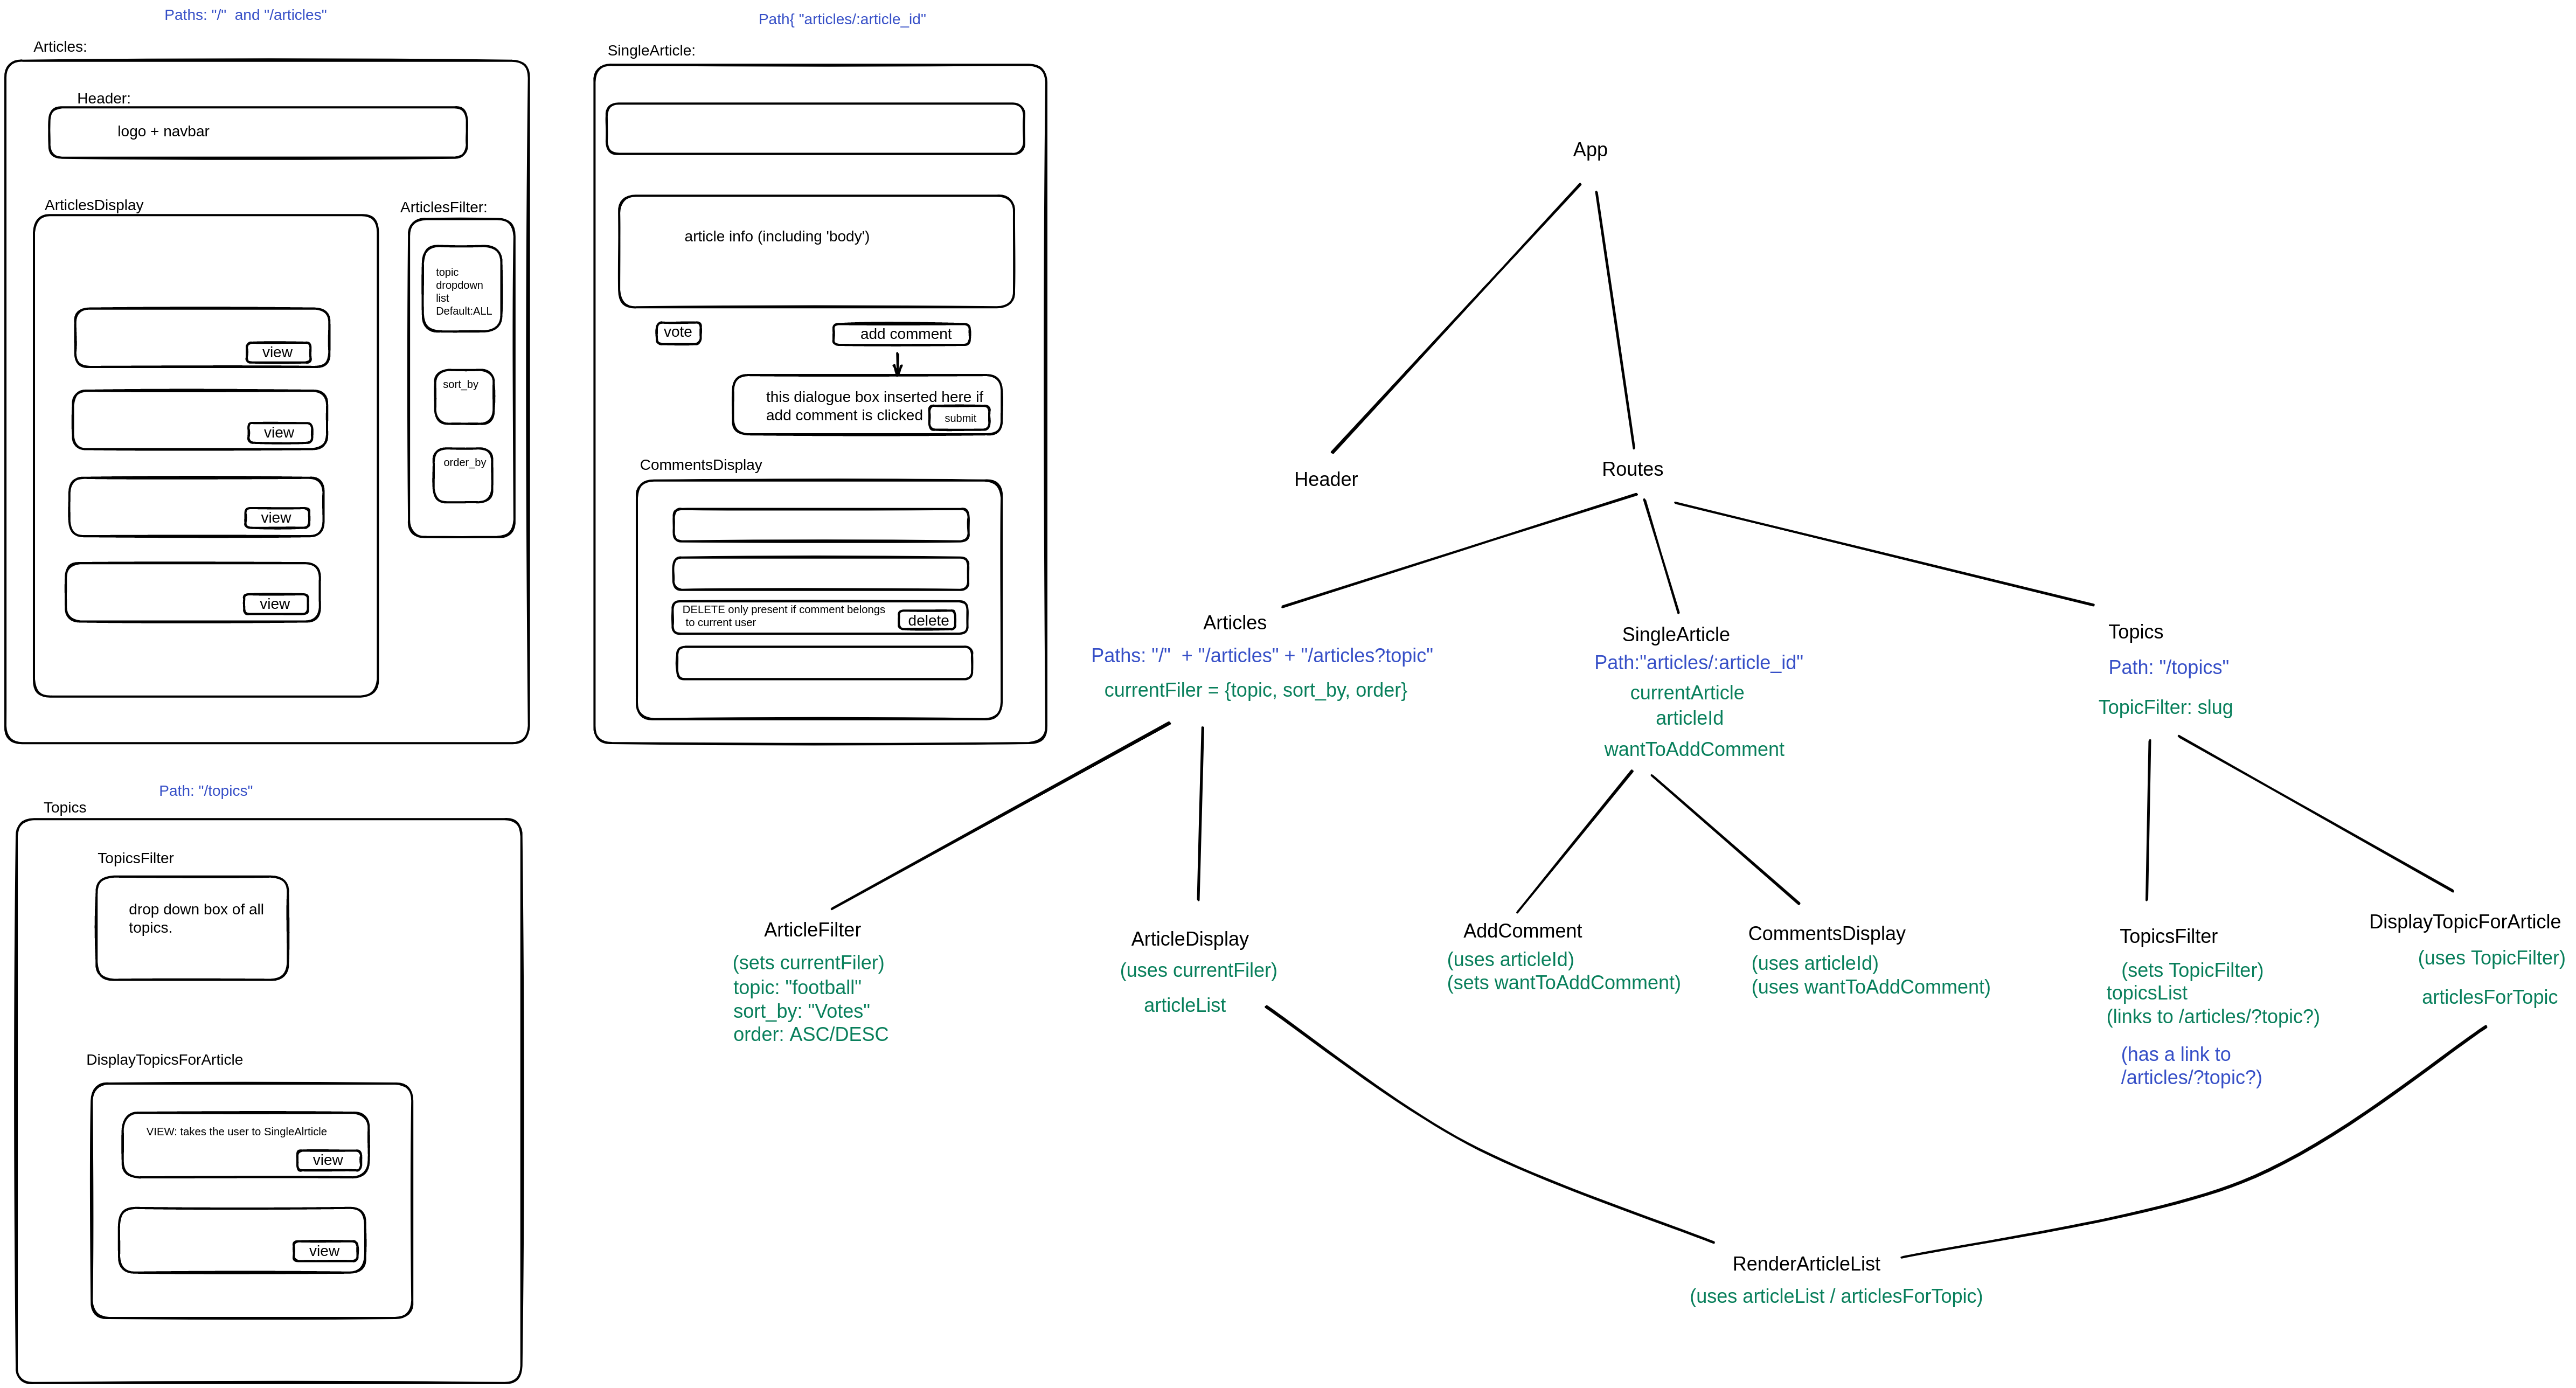 Paths: "/"  and "/articles"
Articles:
Header:
logo + navbar
ArticlesDisplay
view
view
view
view
ArticlesFilter:
topic
dropdown
list
Default:ALL
sort_by
order_by
Path{ "articles/:article_id"
SingleArticle:
article info (including 'body')
vote
add comment
this dialogue box inserted here if
add comment is clicked
submit
CommentsDisplay
DELETE only present if comment belongs
to current user
delete
Path: "/topics"
Topics
TopicsFilter
drop down box of all
topics.
DisplayTopicsForArticle
VIEW: takes the user to SingleAlrticle
view
view
App
Header
Routes
Articles
Paths: "/"  + "/articles" + "/articles?topic"
currentFiler = {topic, sort_by, order}
SingleArticle
Path:"articles/:article_id"
currentArticle
articleId
wantToAddComment
Topics
Path: "/topics"
TopicFilter: slug
ArticleFilter
(sets currentFiler)
topic: "football"
sort_by: "Votes"
order: ASC/DESC
ArticleDisplay
(uses currentFiler)
articleList
AddComment
(uses articleId)
(sets wantToAddComment)
CommentsDisplay
(uses articleId)
(uses wantToAddComment)
TopicsFilter
(sets TopicFilter)
topicsList
(links to /articles/?topic?)
(has a link to
/articles/?topic?)
DisplayTopicForArticle
(uses TopicFilter)
articlesForTopic
RenderArticleList
(uses articleList / articlesForTopic)